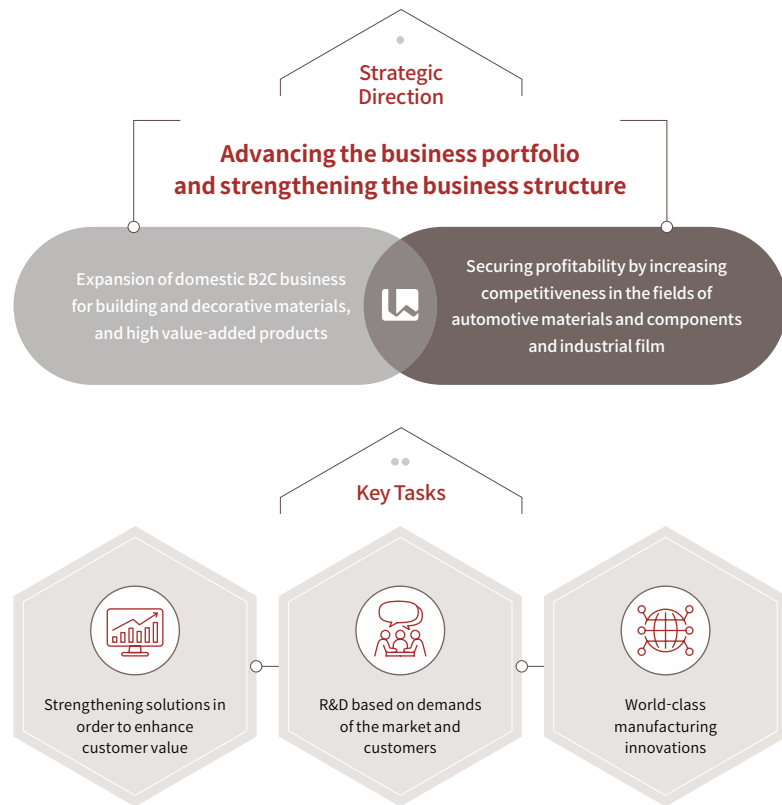 Strategic
Direction
Advancing the business portfolio
and strengthening the business structure
Expansion of domestic B2C business
for building and decorative materials,
and high value-added products
Securing profitability by increasing
competitiveness in the fields of
automotive materials and components
and industrial film
Key Tasks
Strengthening solutions in
order to enhance
customer value
R&D based on demands
of the market and
customers
World-class
manufacturing
innovations